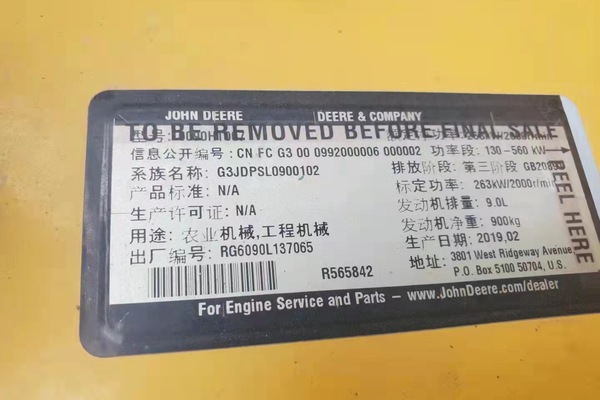 JOHN DEERE DEERE & COMPANY
TO BE REMOVED BEFORE FINAL SALE
型号:
信息公开编号: CN FC G3 00 0992000006 000002 功率段: 130-560 kW
系族名称: G3JDPSL0900102 排放阶段: 第三阶段 GB20891
产品标准: N/A 标定功率: 263kW/2000r/min
生产许可证: N/A 发动机排量: 9.0L
用途: 农业机械,工程机械 发动机净重: 900kg
出厂编号: RG6090L137065 生产日期: 2019,02
地址: 3801 West Ridgeway Avenue
R565842 P.O. Box 5100 50704, U.S.
For Engine Service and Parts – www.JohnDeere.com/dealer
PEEL HERE